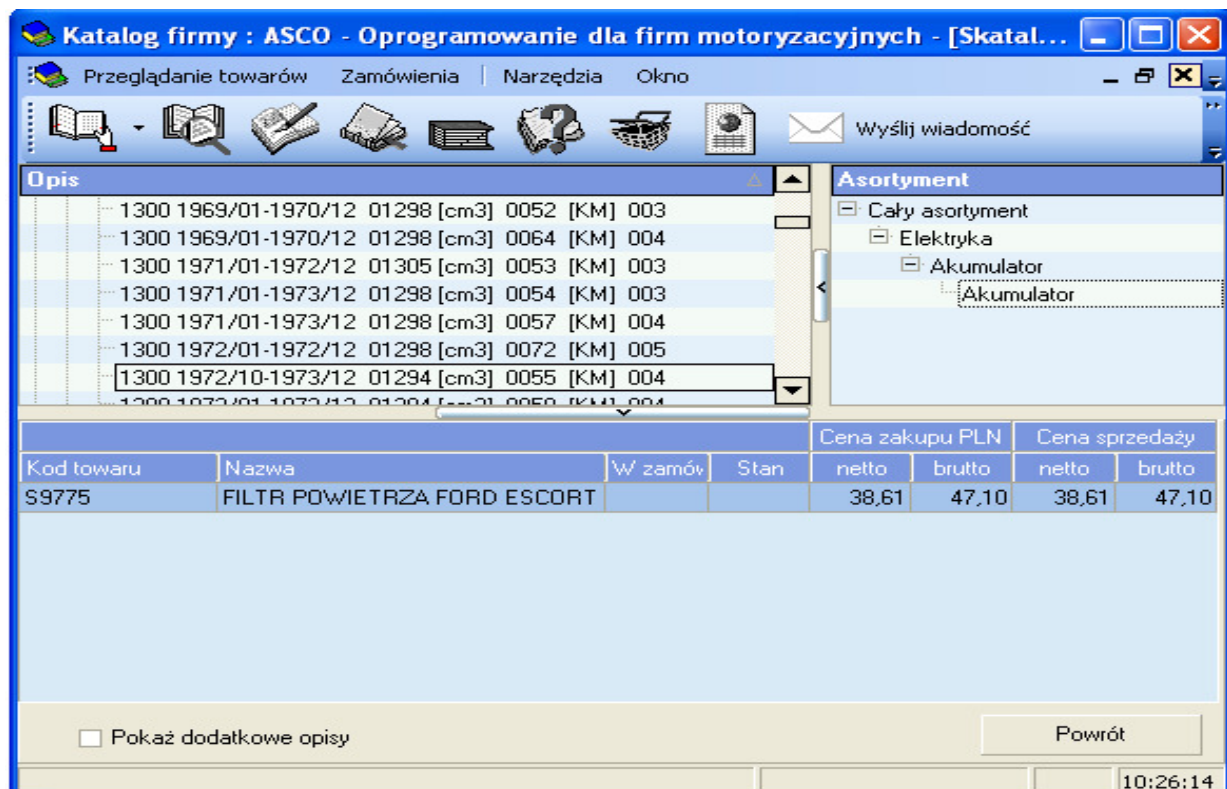 Katalog firmy : ASCO - Oprogramowanie dla firm motoryzacyjnych - [Skatal...
Przeglądanie towarów Zamówienia Narzędzia Okno
Wyślij wiadomość
Opis
Asortyment
1300 1969/01-1970/12 01298 [cm3] 0052 [KM] 003
1300 1969/01-1970/12 01298 [cm3] 0064 [KM] 004
1300 1971/01-1972/12 01305 [cm3] 0053 [KM] 003
1300 1971/01-1973/12 01298 [cm3] 0054 [KM] 003
1300 1971/01-1973/12 01298 [cm3] 0057 [KM] 004
1300 1972/01-1972/12 01298 [cm3] 0072 [KM] 005
1300 1972/10-1973/12 01294 [cm3] 0055 [KM] 004
Cały asortyment
Elektryka
Akumulator
Akumulator
Cena zakupu PLN Cena sprzedaży
Kod towaru Nazwa W zamów Stan netto brutto netto brutto
S9775 FILTR POWIETRZA FORD ESCORT 38,61 47,10 38,61 47,10
Pokaż dodatkowe opisy
Powrót
10:26:14